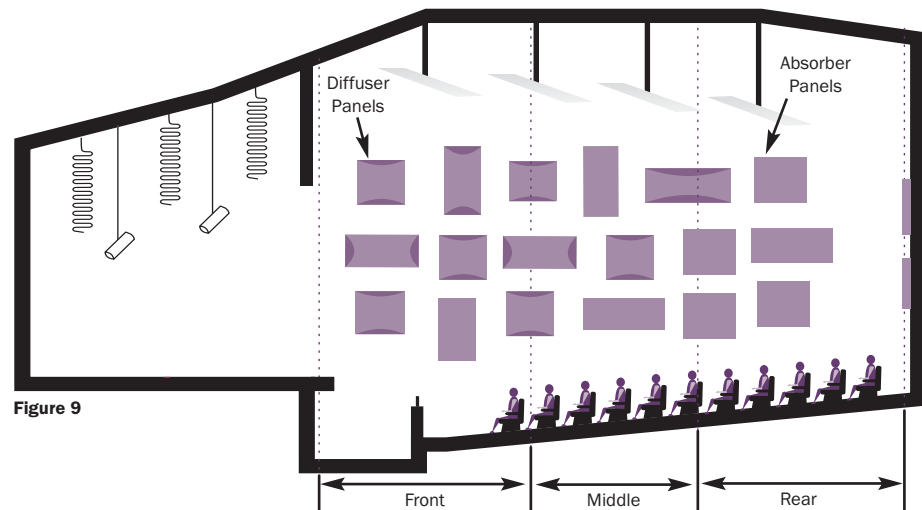 Diffuser
Panels
Absorber
Panels
Figure 9
Front
Middle
Rear